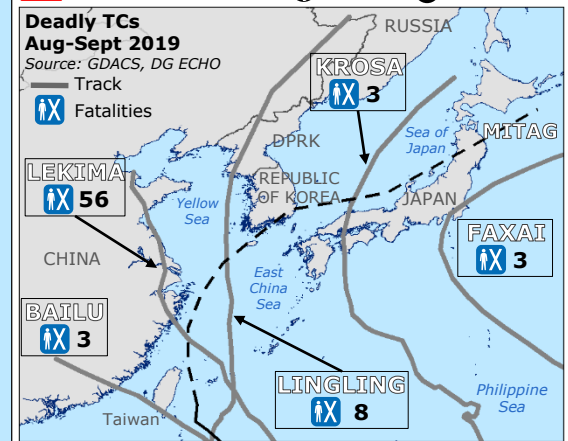 Deadly TCs
Aug-Sept 2019
Source: GDACS, DG ECHO
Track
Fatalities
RUSSIA
KROSA
3
DPRK
Sea of
Japan
MITAG
LEKIMA
56
REPUBLIC
OF KOREA
Yellow
Sea
JAPAN
FAXAI
3
CHINA
East
China
Sea
BAILU
3
LINGLING
8
Philippine
Sea
Taiwan